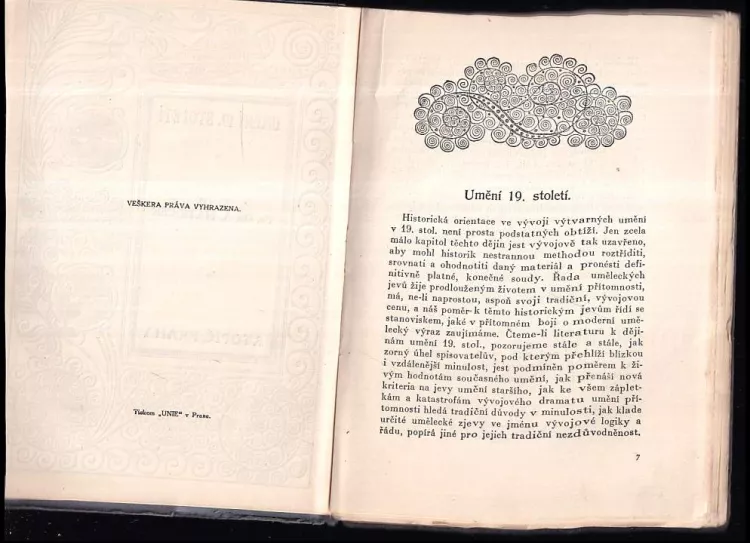 VEŠKERA PRÁVA VYHRAZENA.
Tiskem „UNIE“ v Praze.
Umění 19. století.
Historická orientace ve vývoji výtvarných umění
v 19. stol. není prosta podstatných obtíží. Jen zcela
málo kapitol těchto dějin jest vývojově tak uzavřeno,
aby mohl historik nestrannou methodou roztříditi,
srovnati a ohodnotiti daný materiál a pronésti defi-
nitivně platné, konečné soudy. Řada uměleckých
jevů žije prodlouženým životem v umění přítomnosti,
má, ne-li naprostou, aspoň svoji tradiční, vývojovou
cenu, a náš poměr k těmto historickým jevům řídí se
stanoviskem, jaké v přítomném boji o moderní umě-
lecký výraz zaujímáme. Čteme-li literaturu k ději-
nám umění 19. stol., pozorujeme stále a stále, jak
zorný úhel spisovatelův, pod kterým přehlíží blízkou
i vzdálenější minulost, jest podmíněn poměrem k ži-
vým hodnotám současného umění, jak přenáší nová
kriteria na jevy umění staršího, jak ke všem záplet-
kám a katastrofám vývojového dramatu umění pří-
tomnosti hledá tradiční důvody v minulosti, jak klade
určité umělecké zjevy ve jménu vývojové logiky a
řádu, popírá jiné pro jejich tradiční nezdůvodněnost.
7